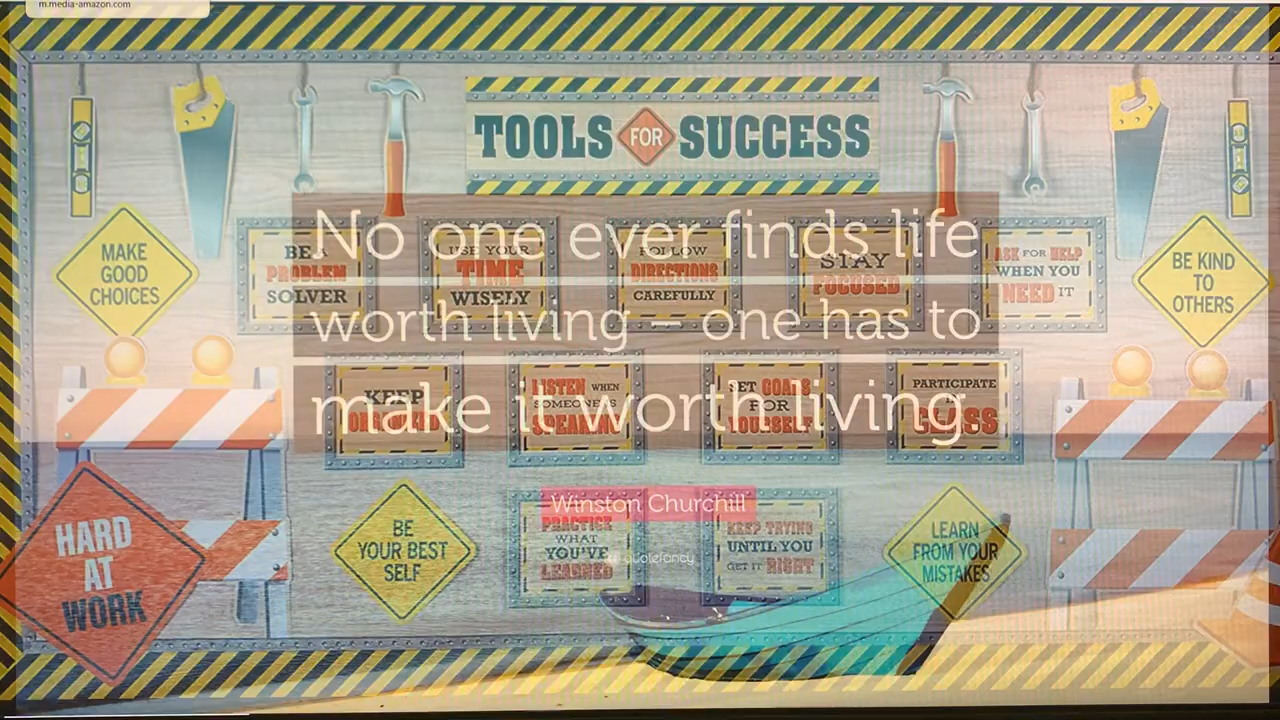 m.media-amazon.com
TOOLS FOR SUCCESS
No one ever finds life
worth living – one has to
make it worth living.
Winston Churchill
quotefancy
MAKE
GOOD
CHOICES
BE A
PROBLEM
SOLVER
USE YOUR
TIME
WISELY
FOLLOW
DIRECTIONS
CAREFULLY
STAY
FOCUSED
ASK FOR HELP
WHEN YOU
NEED IT
BE KIND
TO
OTHERS
KEEP
LISTEN WHEN
SOMEONE IS
SPEAKING
SET GOALS
FOR
YOURSELF
PARTICIPATE
CLASS
HARD
AT
WORK
BE
YOUR BEST
SELF
PRACTICE
WHAT
YOU'VE
LEARNED
KEEP TRYING
UNTIL YOU
GET IT RIGHT
LEARN
FROM YOUR
MISTAKES